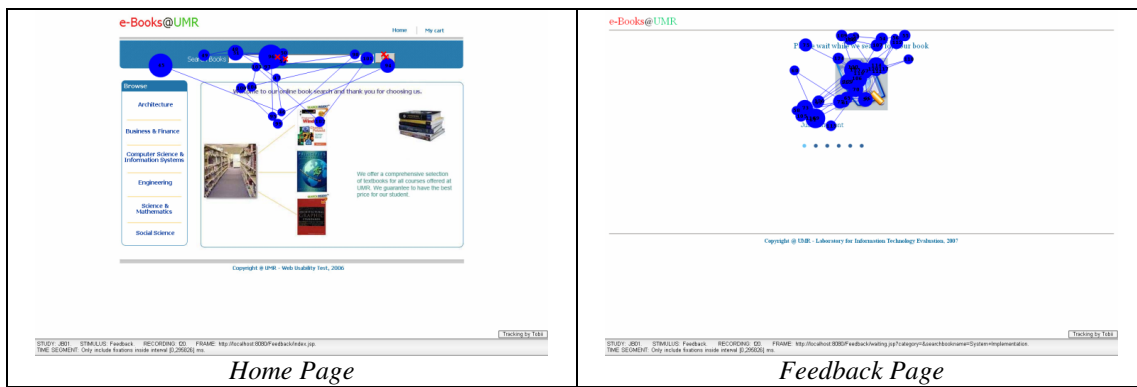 e-Books@UMR
Home | My cart
Search Books
Browse
Architecture
Business & Finance
Computer Science &
Information Systems
Engineering
Science &
Mathematics
Social Science
Welcome to our online book search and thank you for choosing us.
We offer a comprehensive selection
of textbooks for all courses offered at
UMR. We guarantee to have the best
price for our student.
Copyright @ UMR - Web Usability Test, 2006
Tracking by Tobii
STUDY: JB01. STIMULUS: Feedback. RECORDING: f20. FRAME: http://localhost:8080/Feedback/index.jsp.
TIME SEGMENT: Only include fixations inside interval [0,295826] ms.
Home Page
e-Books@UMR
wait while we our book
Copyright @ UMR - Laboratory for Information Technology Evaluation, 2007
Tracking by Tobii
STUDY: JB01. STIMULUS: Feedback. RECORDING: f20. FRAME: http://localhost:8080/Feedback/waiting.jsp?category=&searchbookname=System+Implementation.
TIME SEGMENT: Only include fixations inside interval [0,295826] ms.
Feedback Page